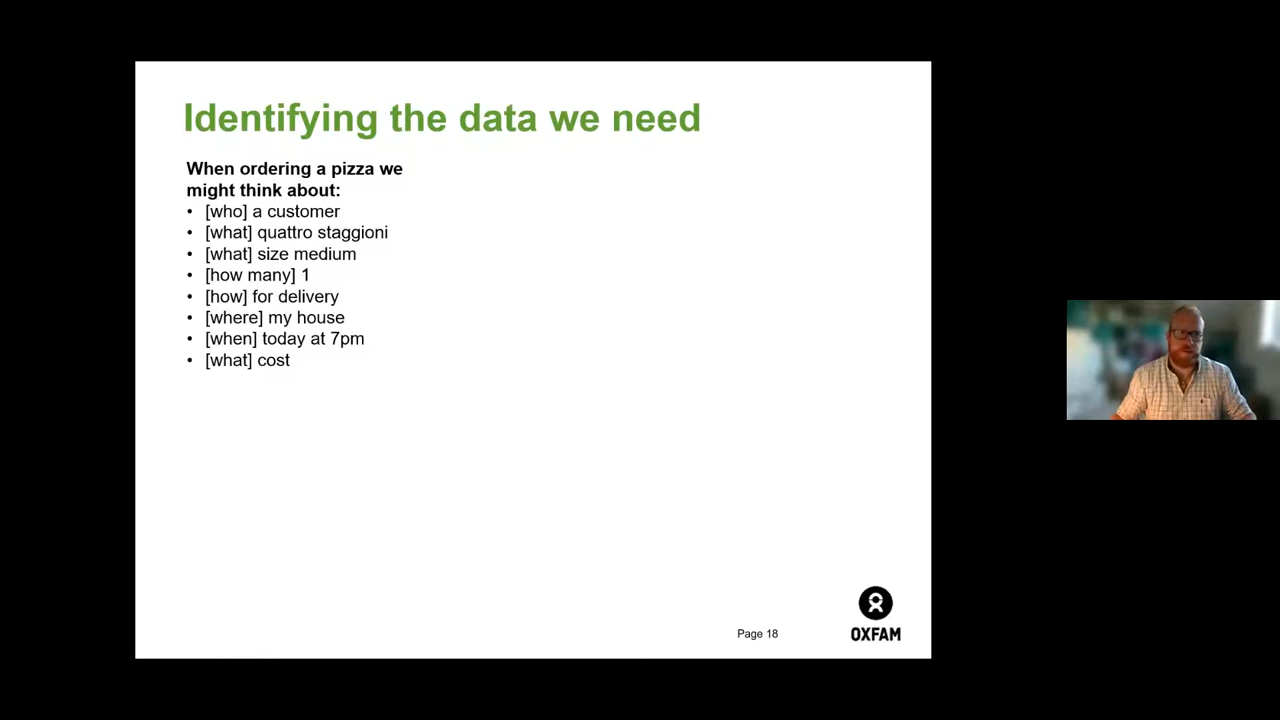 Identifying the data we need
When ordering a pizza we
might think about:
• [who] a customer
• [what] quattro staggioni
• [what] size medium
• [how many] 1
• [how] for delivery
• [where] my house
• [when] today at 7pm
• [what] cost
Page 18
OXFAM